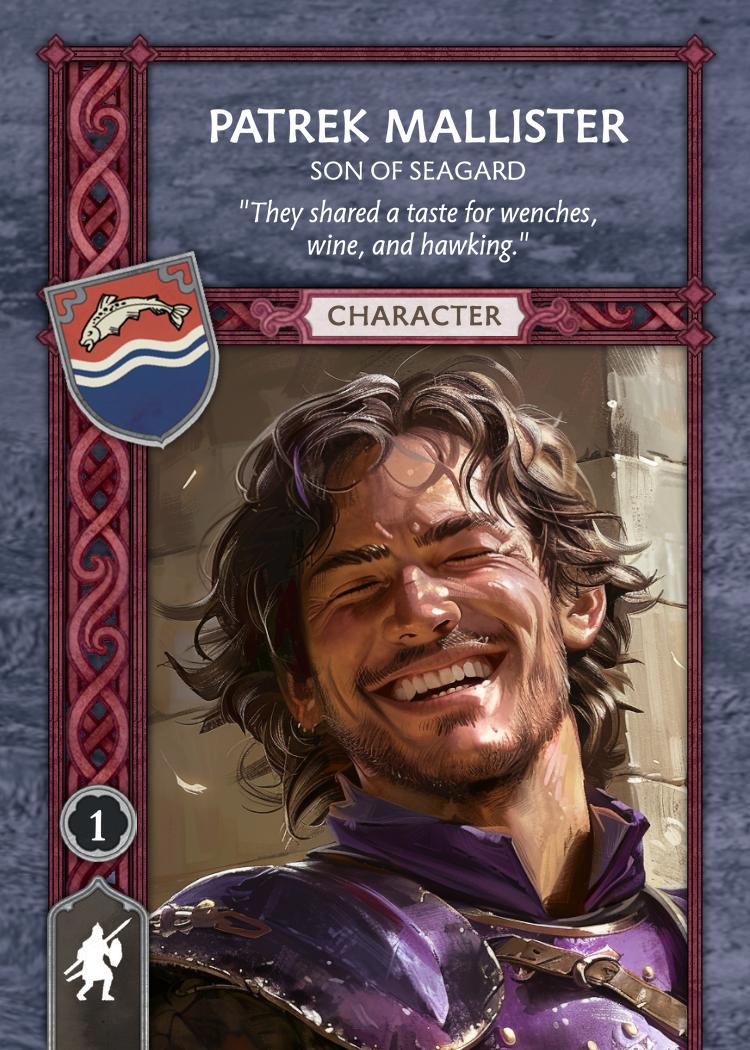 PATREK MALLISTER
SON OF SEAGARD
"They shared a taste for wenches,
wine, and hawking."
CHARACTER
1